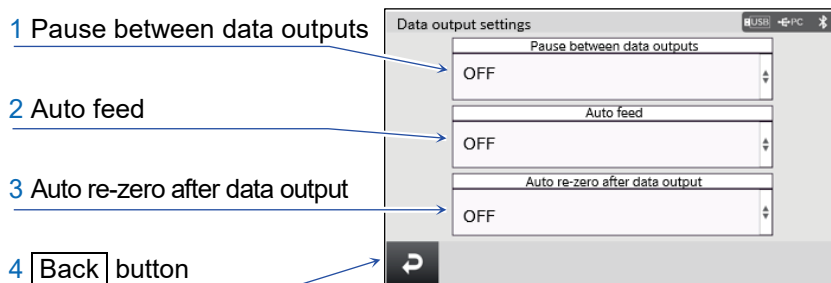 1 Pause between data outputs
2 Auto feed
3 Auto re-zero after data output
4 Back button
Data output settings
USB PC
Pause between data outputs
OFF
Auto feed
OFF
Auto re-zero after data output
OFF